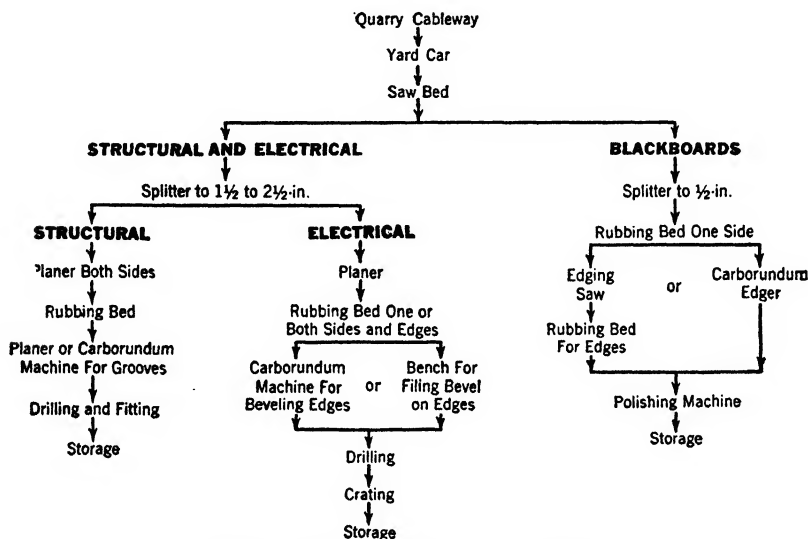 Quarry Cableway
Yard Car
Saw Bed
STRUCTURAL AND ELECTRICAL
BLACKBOARDS
Splitter to 1½ to 2½-in.
Splitter to ½-in.
STRUCTURAL
ELECTRICAL
Rubbing Bed One Side
Planer Both Sides
Planer
Edging
Saw
or
Carborundum
Edger
Rubbing Bed
Rubbing Bed One or
Both Sides and Edges
Rubbing Bed
For Edges
Planer or Carborundum
Machine For Grooves
Carborundum
Machine For
Beveling Edges
or
Bench For
Filing Bevel
on Edges
Polishing Machine
Drilling and Fitting
Storage
Storage
Drilling
Crating
Storage